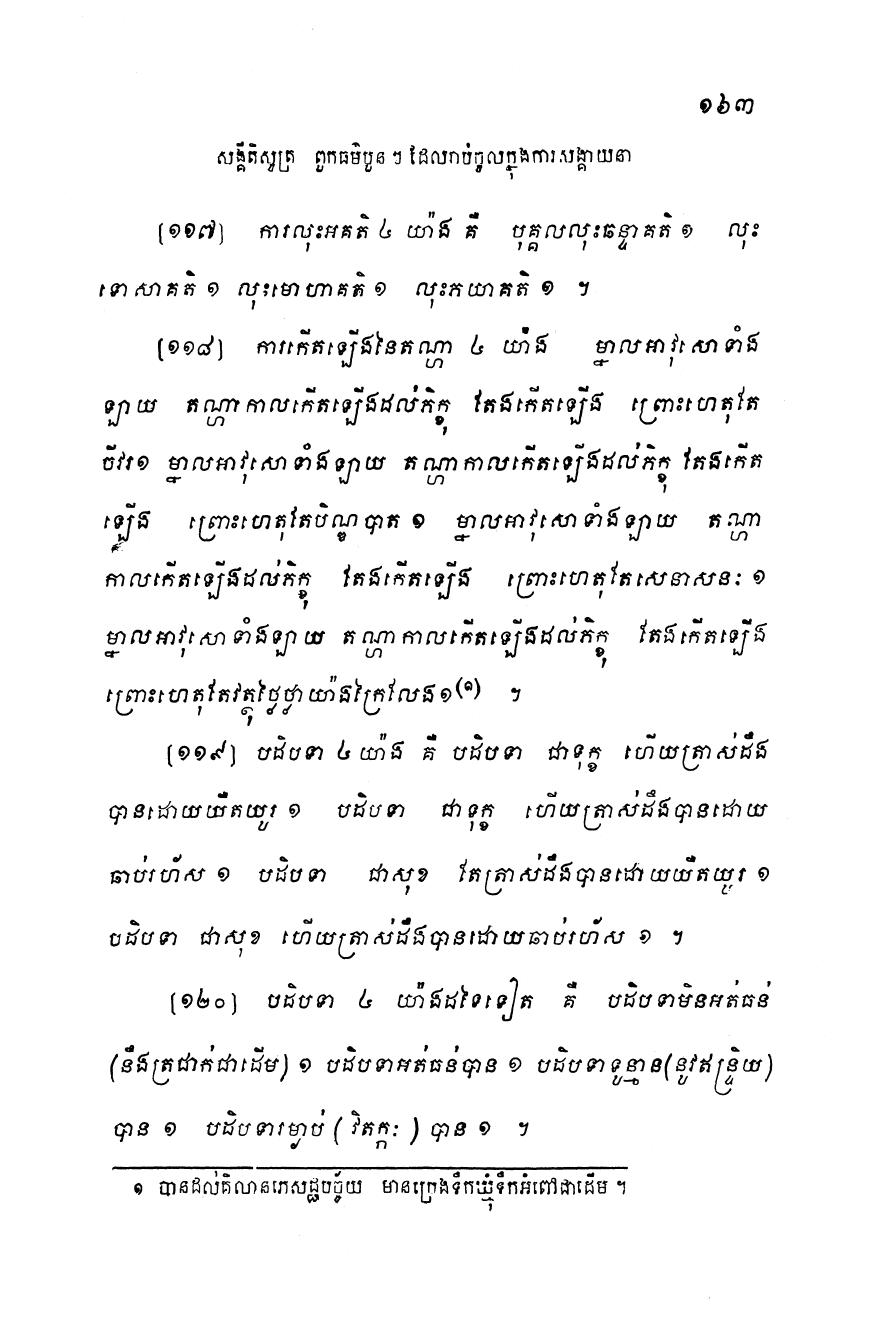 ១៦៣
សង្គីតិសូត្រ ពួកធម៌បួន ៗ ដែលរាប់ចូលក្នុងការសង្គាយនា
(១១៧) ការលុះអគតិ ៤ យ៉ាង គឺ បុគ្គលលុះឆន្ទាគតិ ១ លុះ
ទោសាគតិ ១ លុះមោហាគតិ ១ លុះភយាគតិ ១ ។
(១១៨) ការកើតឡើងនៃតណ្ហា ៤ យ៉ាង ម្នាលអាវុសោទាំង
ឡាយ តណ្ហាកាលកើតឡើងដល់ភិក្ខុ តែងកើតឡើង ព្រោះហេតុតែ
ចីវរ១ ម្នាលអាវុសោទាំងឡាយ តណ្ហាកាលកើតឡើងដល់ភិក្ខុ តែងកើត
ឡើង ព្រោះហេតុតែបិណ្ឌបាត ១ ម្នាលអាវុសោទាំងឡាយ តណ្ហា
កាលកើតឡើងដល់ភិក្ខុ តែងកើតឡើង ព្រោះហេតុតែសេនាសនៈ ១
ម្នាលអាវុសោទាំងឡាយ តណ្ហាកាលកើតឡើងដល់ភិក្ខុ តែងកើតឡើង
ព្រោះហេតុតែវត្ថុថ្លៃថ្លាយ៉ាងក្រៃលែង១(១) ។
(១១៩) បដិបទា ៤ យ៉ាង គឺ បដិបទា ជាទុក្ខ ហើយត្រាស់ដឹង
បានដោយយឺតយូរ ១ បដិបទា ជាទុក្ខ ហើយត្រាស់ដឹងបានដោយ
ឆាប់រហ័ស ១ បដិបទា ជាសុខ តែត្រាស់ដឹងបានដោយយឺតយូរ ១
បដិបទា ជាសុខ ហើយត្រាស់ដឹងបានដោយឆាប់រហ័ស ១ ។
(១២០) បដិបទា ៤ យ៉ាងដទៃទៀត គឺ បដិបទាមិនអត់ធន់
(នឹងត្រជាក់ជាដើម) ១ បដិបទាអត់ធន់បាន ១ បដិបទាទូន្មាន(នូវឥន្ទ្រិយ)
បាន ១ បដិបទារម្ងាប់ ( វិតក្កៈ ) បាន ១ ។
១ បានដល់គិលានភេសជ្ជបច្ច័យ មានក្រេងទឹកឃ្មុំទឹកអំពៅជាដើម ។